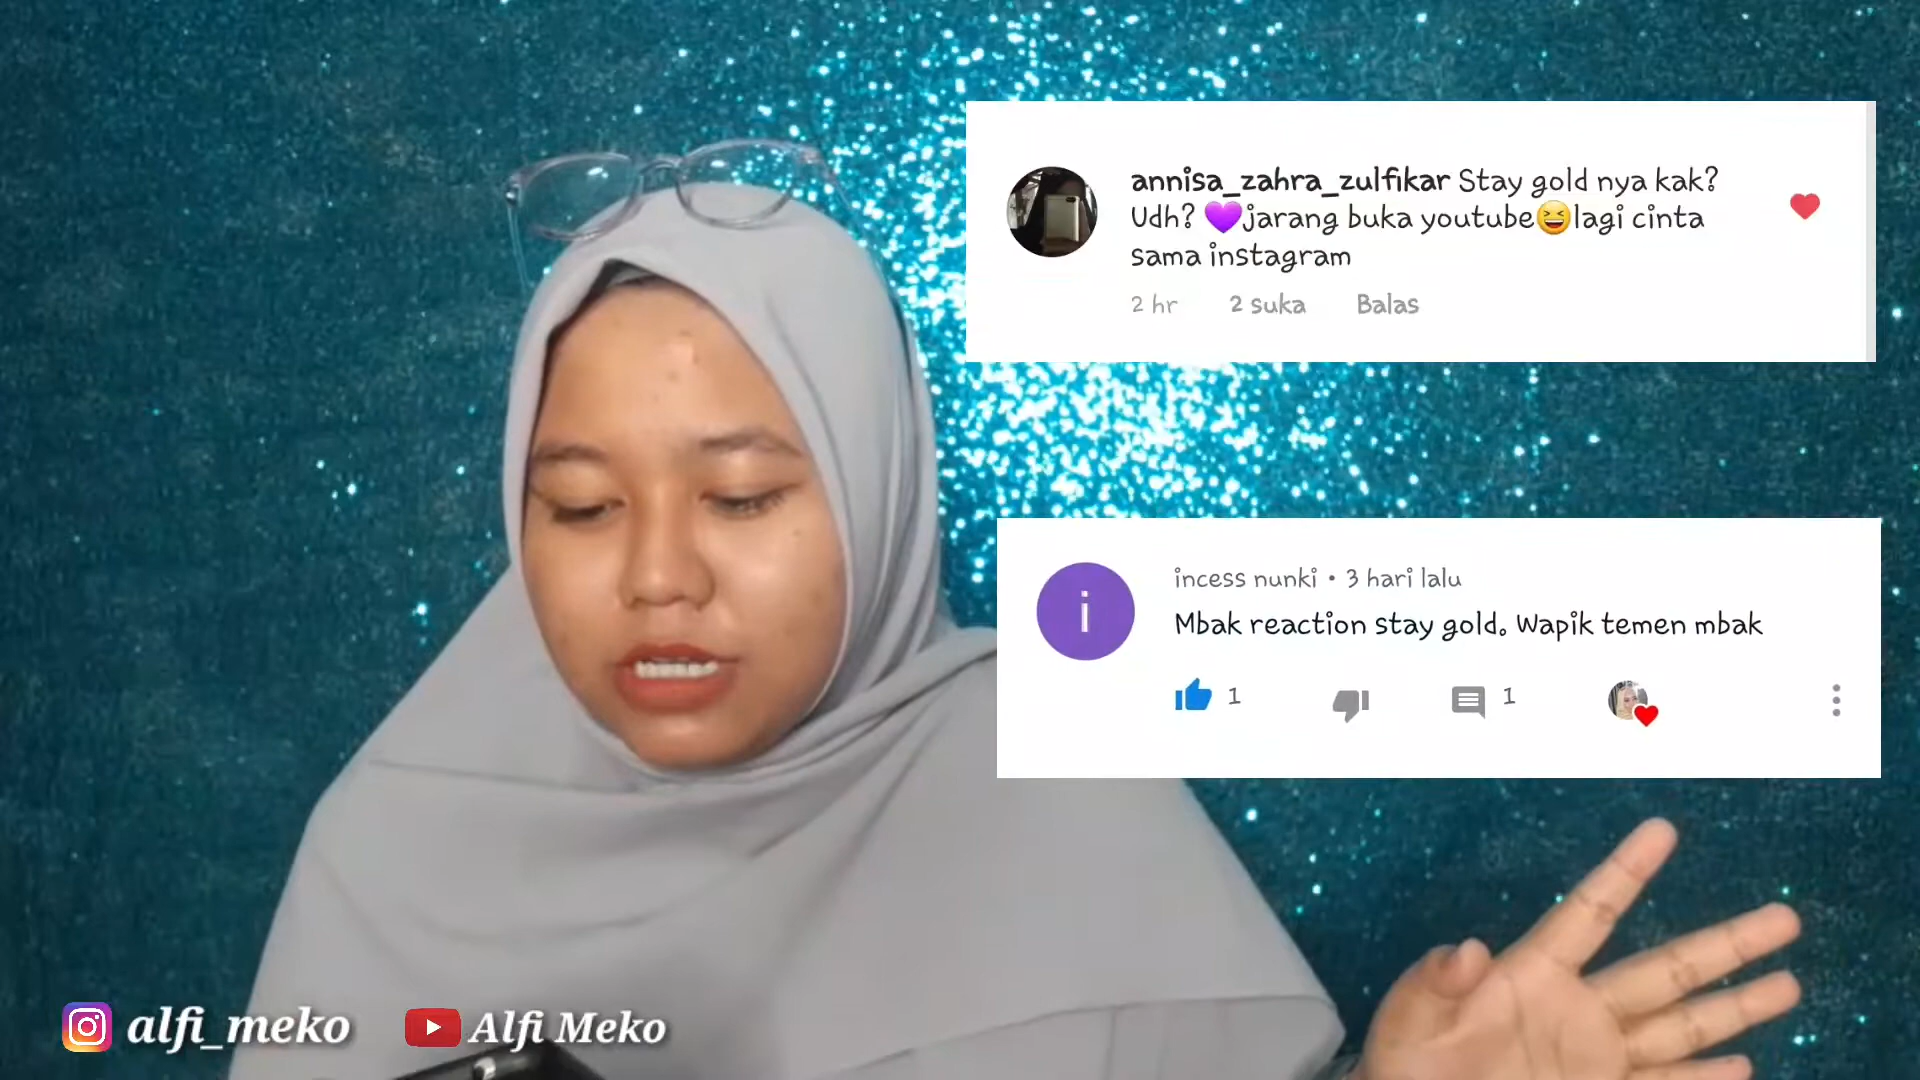 annisa_zahra_zulfikar Stay gold nya kak?
Udh? 💜jarang buka youtube😆lagi cinta
sama instagram
2 hr 2 suka Balas
i
incess nunki • 3 hari lalu
Mbak reaction stay gold. Wapik temen mbak
1 1
alfi_meko Alfi Meko